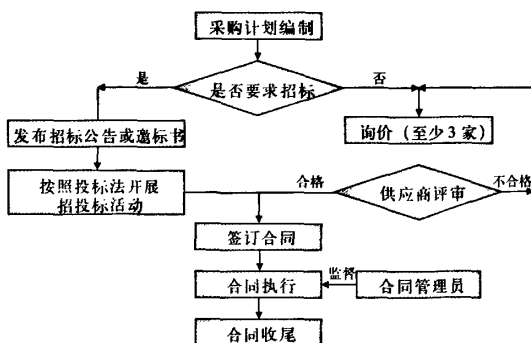 采购计划编制
是否要求招标
是
否
发布招标公告或邀标书
询价（至少3家）
按照投标法开展
招投标活动
合格
供应商评审
不合格
签订合同
合同执行
监督
合同管理员
合同收尾